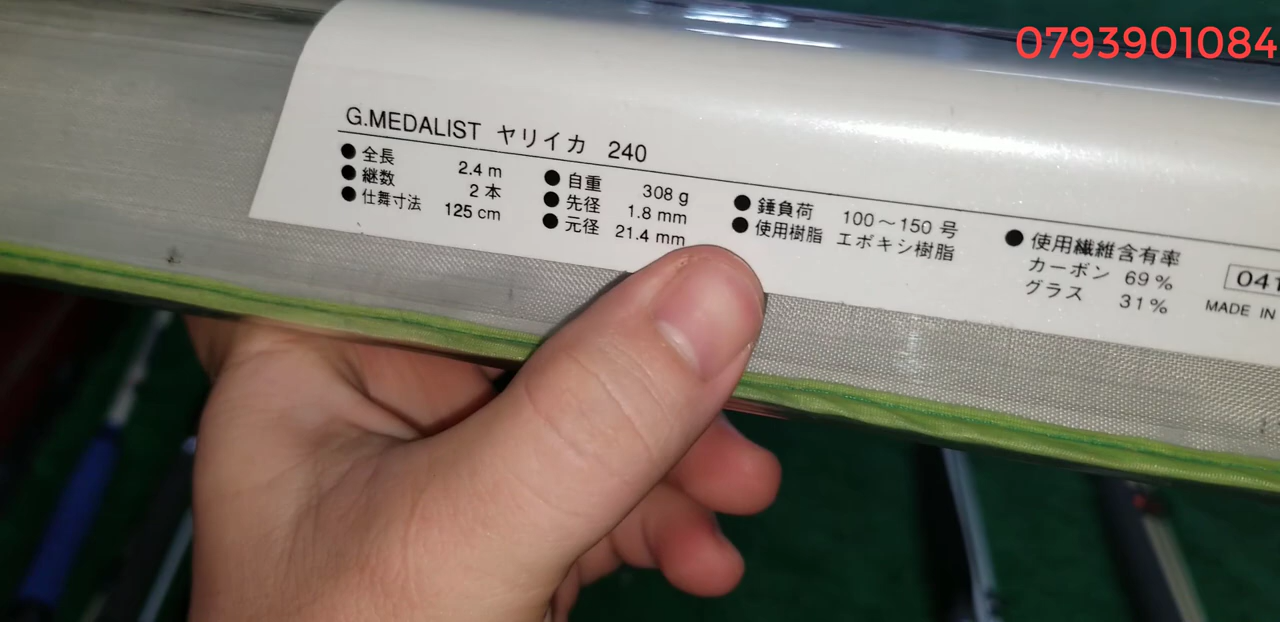 0793901084
G.MEDALIST ヤリイカ 240
●全長 2.4 m
●継数 2 本
●仕舞寸法 125 cm
●自重 308 g
●先径 1.8 mm
●元径 21.4 mm
●錘負荷 100～150 号
●使用樹脂 エポキシ樹脂
●使用繊維含有率
カーボン 69%
グラス 31%
041
MADE IN